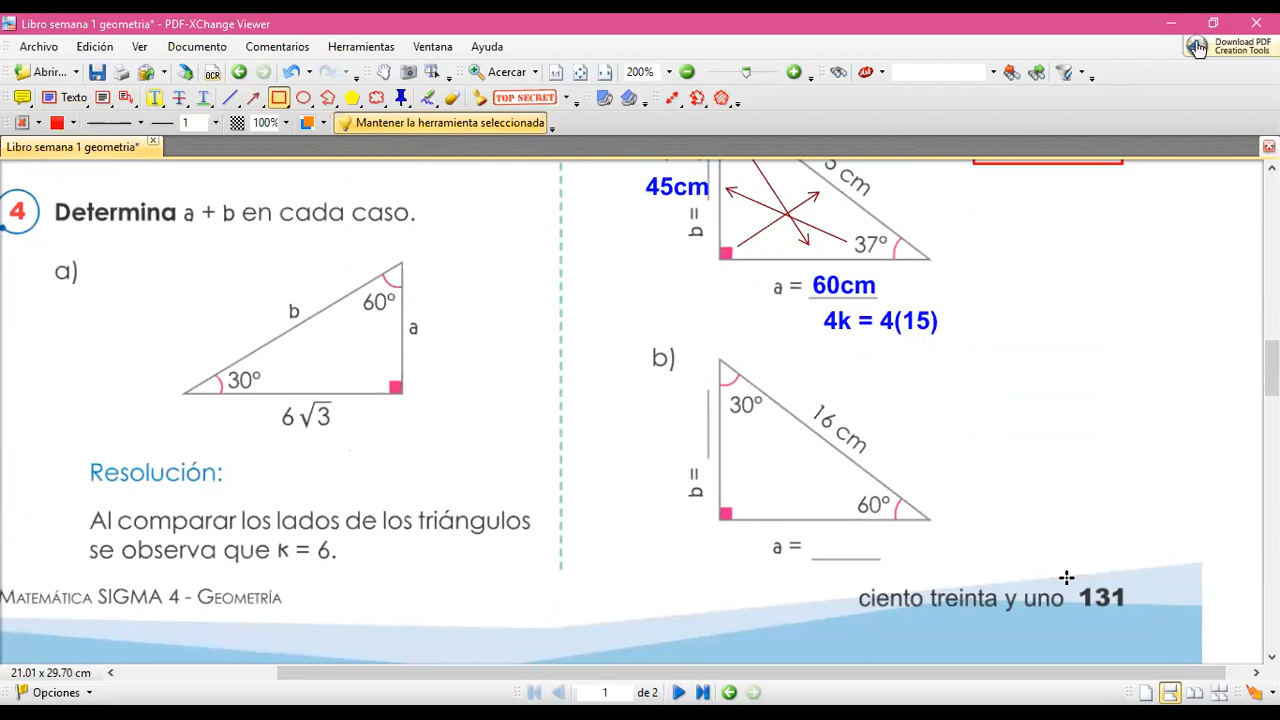 Libro semana 1 geometria* - PDF-XChange Viewer
Archivo Edición Ver Documento Comentarios Herramientas Ventana Ayuda
Download PDF
Creation Tools
Abrir... OCR Acercar 200%
Texto TOP SECRET
1 100% Mantener la herramienta seleccionada
Libro semana 1 geometria*
4 Determina a + b en cada caso.
a)
b
60°
a
30°
6√3
Resolución:
Al comparar los lados de los triángulos
se observa que K = 6.
MATEMÁTICA SIGMA 4 - GEOMETRÍA
45cm
b =
cm
37°
a = 60cm
4k = 4(15)
b)
30°
16 cm
b =
60°
a =
ciento treinta y uno 131
21.01 x 29.70 cm
Opciones 1 de 2